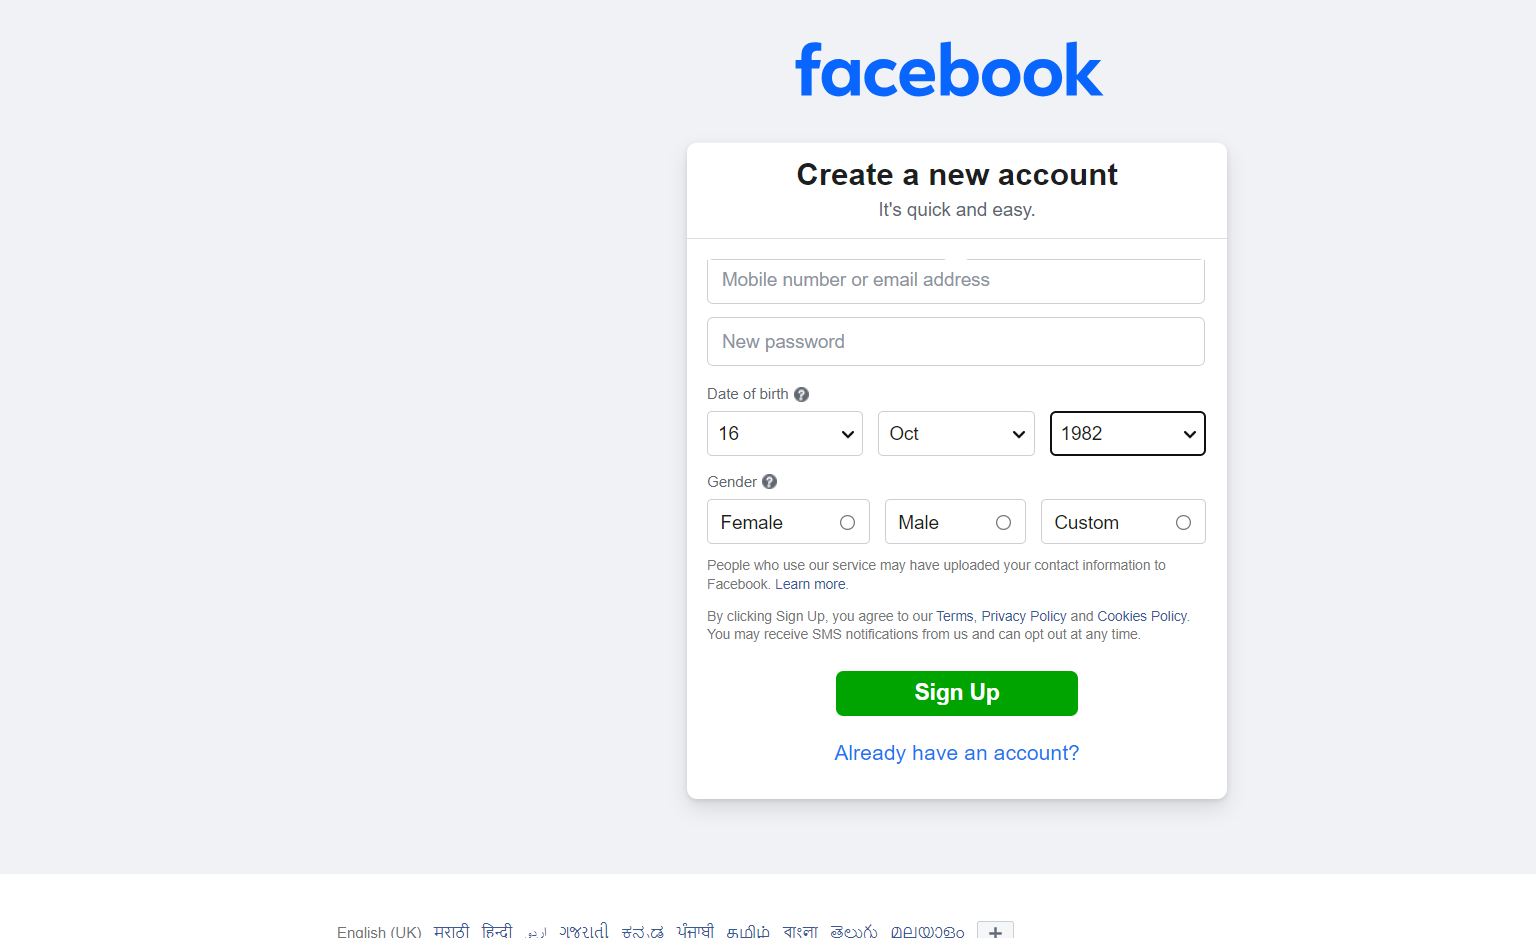 facebook
Create a new account
It's quick and easy.
Mobile number or email address
New password
Date of birth ?
16 Oct 1982
Gender ?
Female Male Custom
People who use our service may have uploaded your contact information to
Facebook. Learn more.
By clicking Sign Up, you agree to our Terms, Privacy Policy and Cookies Policy.
You may receive SMS notifications from us and can opt out at any time.
Sign Up
Already have an account?
English (UK) मराठी हिन्दी اردو ગુજરાતી ಕನ್ನಡ ਪੰਜਾਬੀ தமிழ் বাংলা తెలుగు മലയാളം +